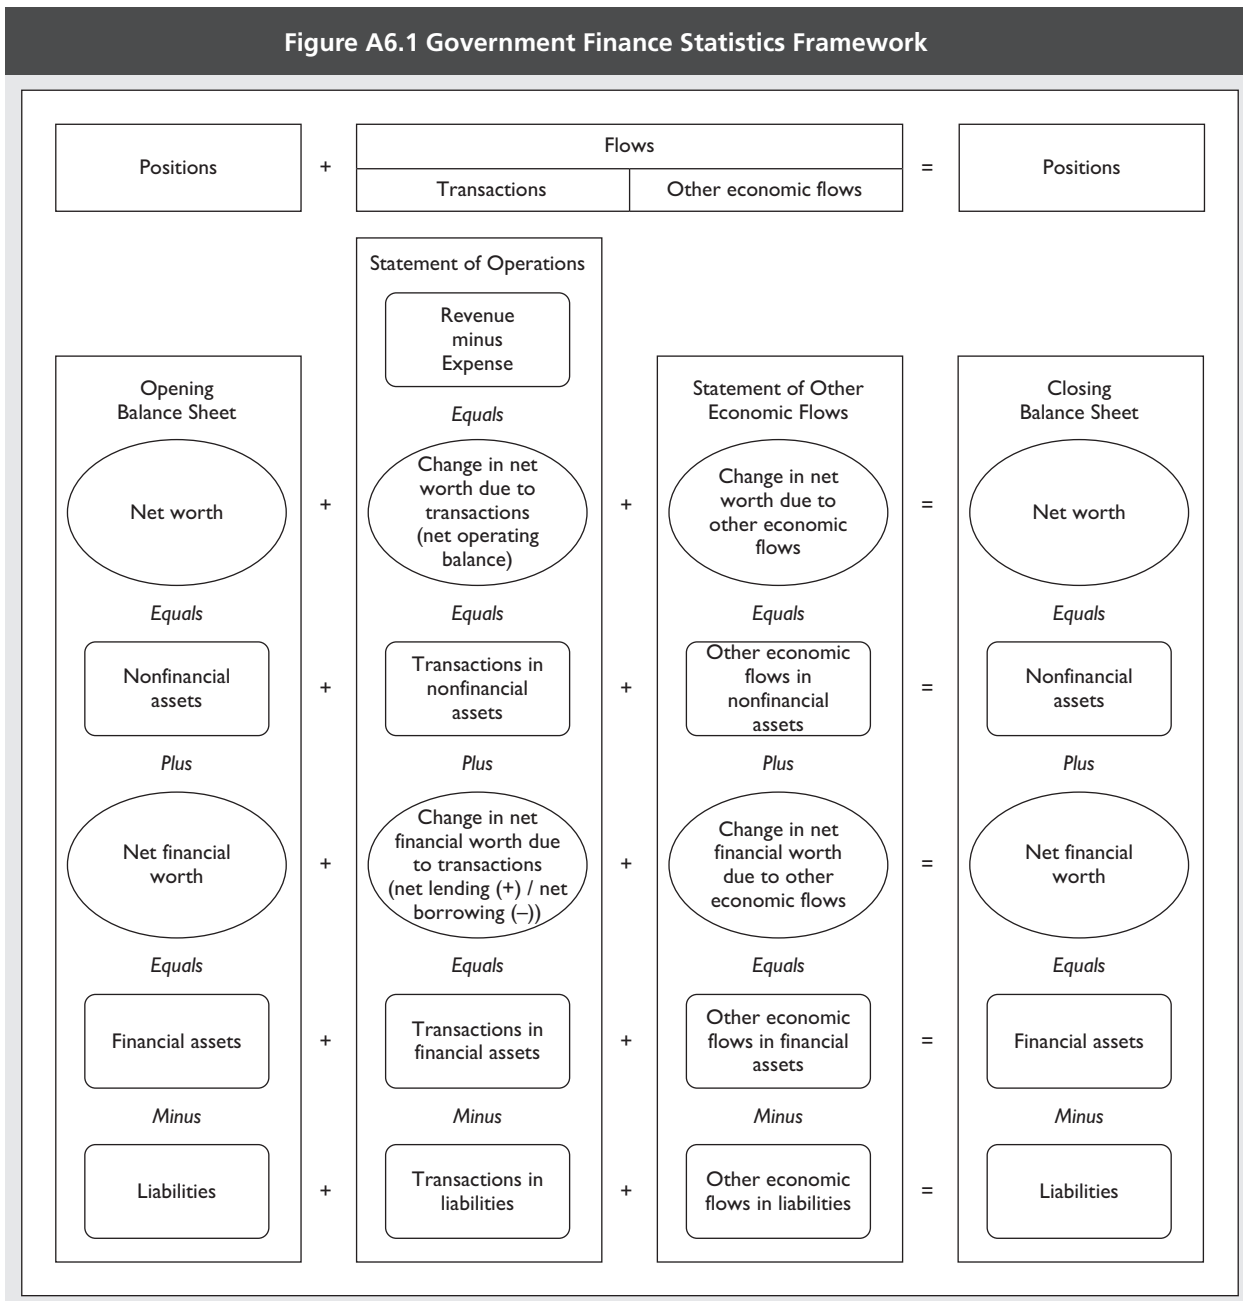 Figure A6.1 Government Finance Statistics Framework
Positions
+
Flows
Transactions
Other economic flows
=
Positions
Opening
Balance Sheet
Net worth
Equals
Nonfinancial
assets
Plus
Net financial
worth
Equals
Financial assets
Minus
Liabilities
+
+
+
+
+
Statement of Operations
Revenue
minus
Expense
Equals
Change in net
worth due to
transactions
(net operating
balance)
Equals
Transactions in
nonfinancial
assets
Plus
Change in net
financial worth due
to transactions
(net lending (+) / net
borrowing (–))
Equals
Transactions in
financial assets
Minus
Transactions in
liabilities
+
+
+
+
+
Statement of Other
Economic Flows
Change in net
worth due to
other economic
flows
Equals
Other economic
flows in
nonfinancial
assets
Plus
Change in net
financial worth
due to other
economic flows
Equals
Other economic
flows in financial
assets
Minus
Other economic
flows in liabilities
=
=
=
=
=
Closing
Balance Sheet
Net worth
Equals
Nonfinancial
assets
Plus
Net financial
worth
Equals
Financial assets
Minus
Liabilities